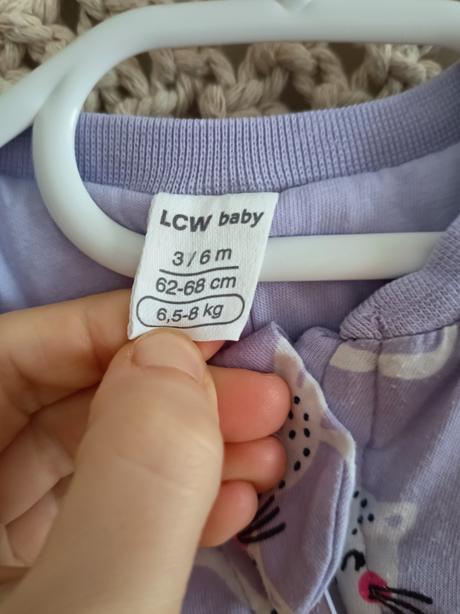 LCW baby
3/6 m
62-68 cm
6,5-8 kg